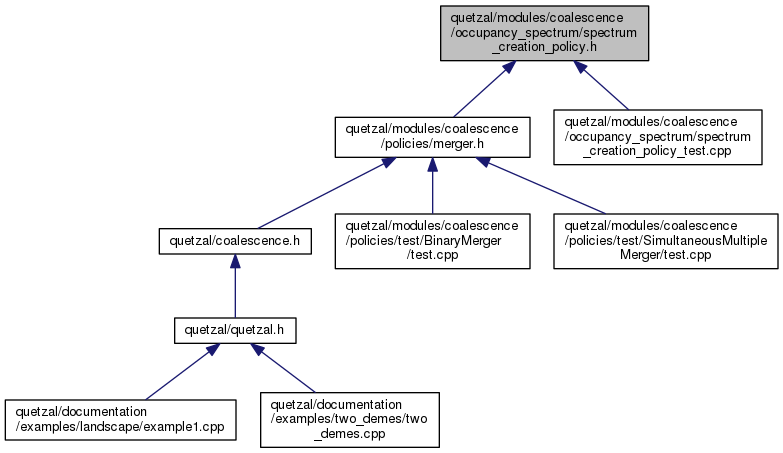 quetzal/modules/coalescence
/occupancy_spectrum/spectrum
_creation_policy.h
quetzal/modules/coalescence
/policies/merger.h
quetzal/modules/coalescence
/occupancy_spectrum/spectrum
_creation_policy_test.cpp
quetzal/coalescence.h
quetzal/modules/coalescence
/policies/test/BinaryMerger
/test.cpp
quetzal/modules/coalescence
/policies/test/SimultaneousMultiple
Merger/test.cpp
quetzal/quetzal.h
quetzal/documentation
/examples/landscape/example1.cpp
quetzal/documentation
/examples/two_demes/two
_demes.cpp